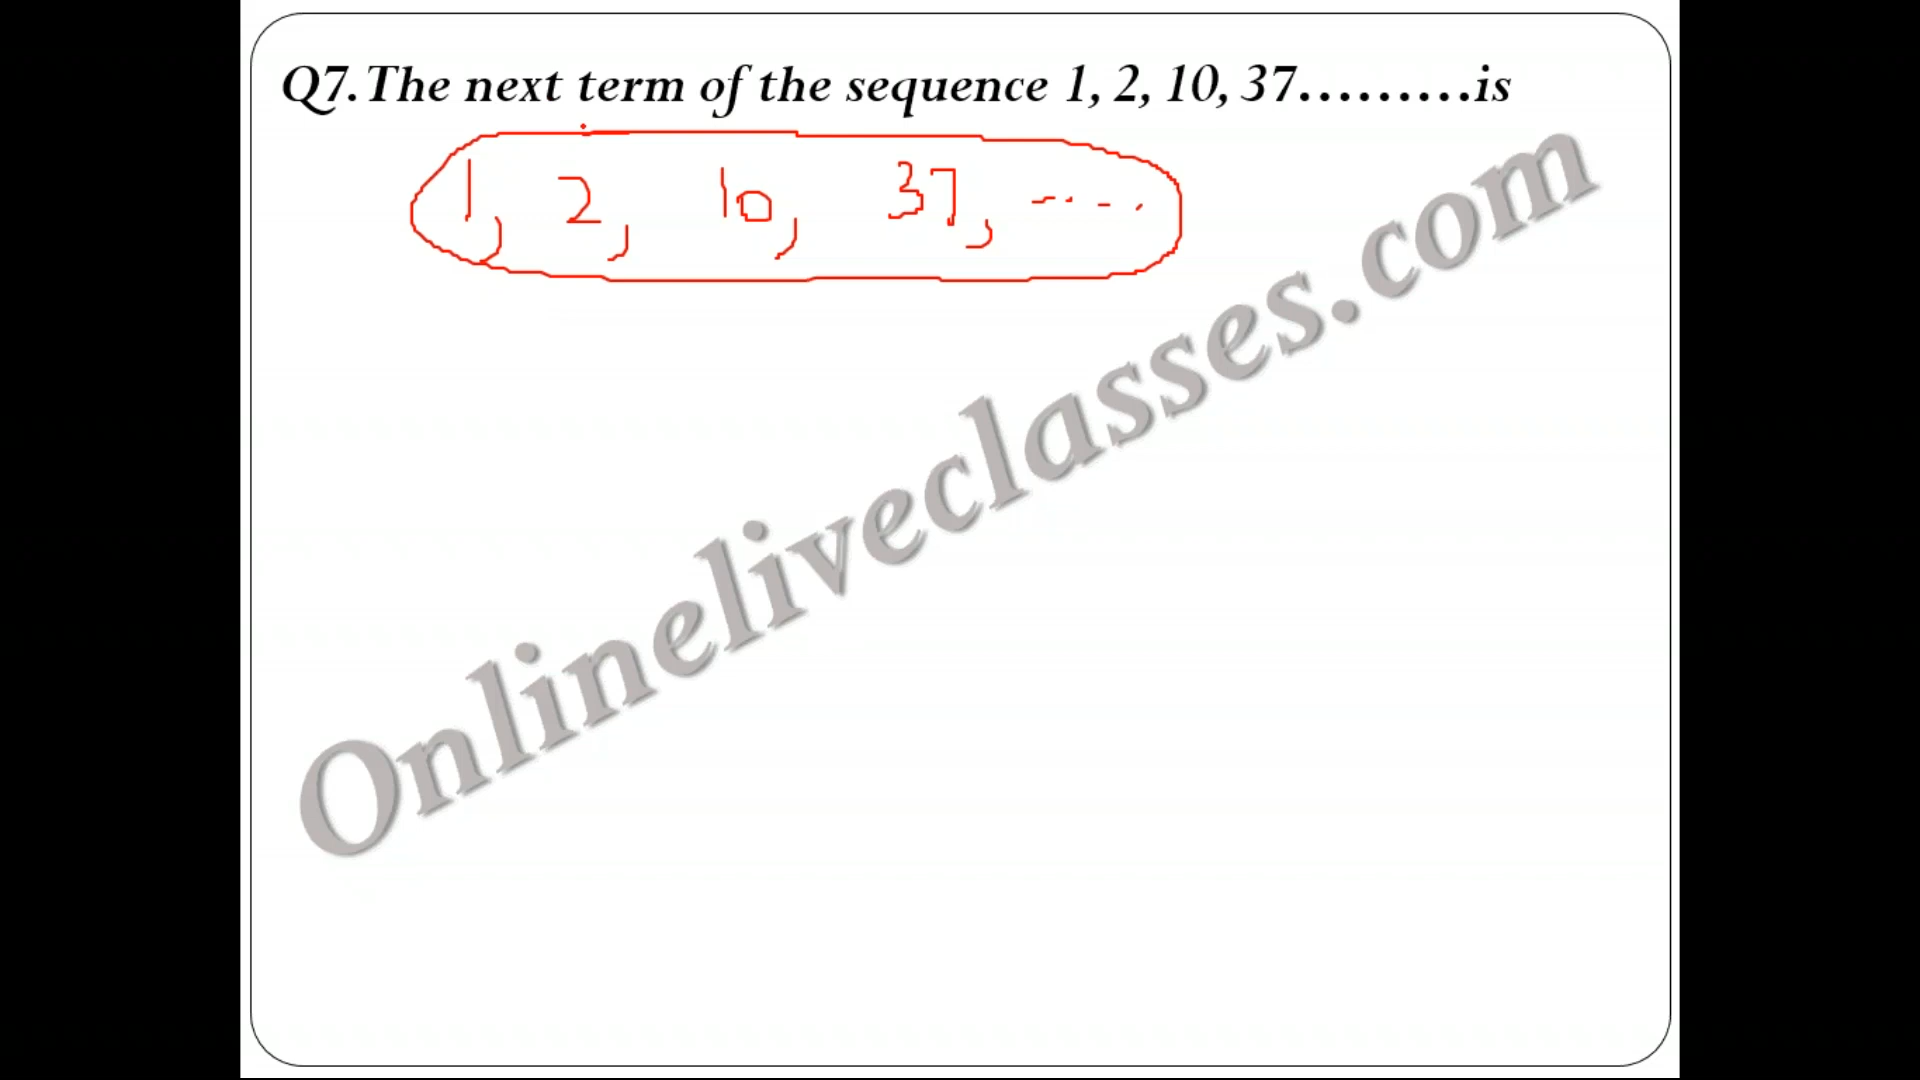 Q7. The next term of the sequence 1, 2, 10, 37.........is
1, 2, 10, 37, ----
Onlineliveclasses.com